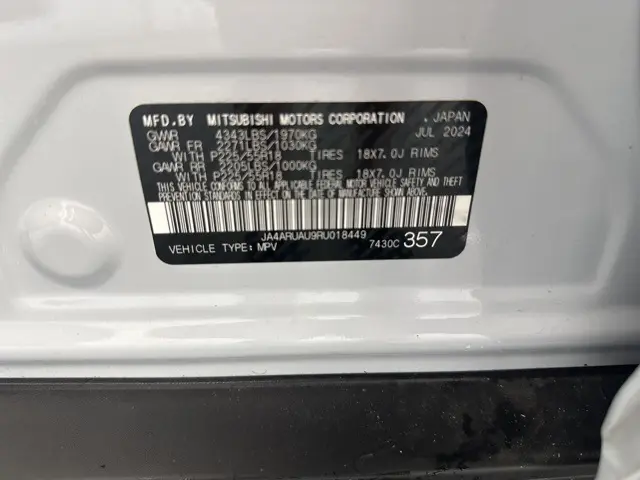 MFD.BY MITSUBISHI MOTORS CORPORATION . JAPAN
GVWR 4343LBS/1970KG JUL 2024
GAWR FR 2271LBS/1030KG
WITH P225/55R18 TIRES 18X7.0J RIMS
GAWR RR 2205LBS/1000KG
WITH P225/55R18 TIRES 18X7.0J RIMS
THIS VEHICLE CONFORMS TO ALL APPLICABLE FEDERAL MOTOR VEHICLE SAFETY AND THEFT
PREVENTION STANDARDS IN EFFECT ON THE DATE OF MANUFACTURE SHOWN ABOVE.
JA4ARUAU9RU018449
VEHICLE TYPE: MPV 7430C 357